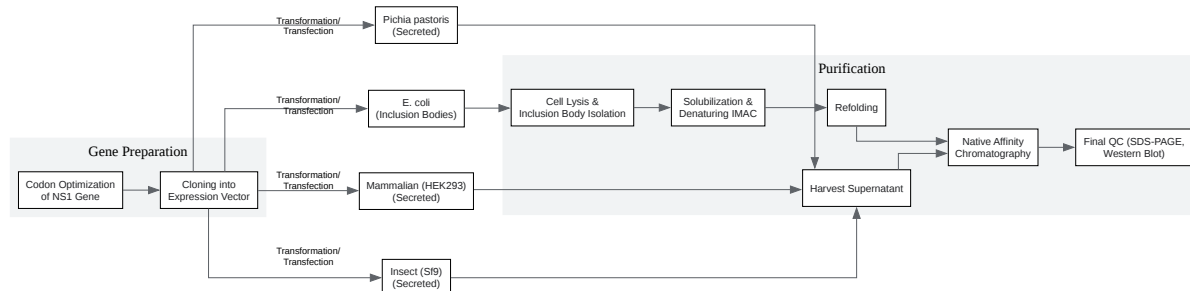 Transformation/
Transfection
Pichia pastoris
(Secreted)
Purification
Transformation/
Transfection
E. coli
(Inclusion Bodies)
Cell Lysis &
Inclusion Body Isolation
Solubilization &
Denaturing IMAC
Refolding
Gene Preparation
Native Affinity
Chromatography
Final QC (SDS-PAGE,
Western Blot)
Codon Optimization
of NS1 Gene
Cloning into
Expression Vector
Transformation/
Transfection
Mammalian (HEK293)
(Secreted)
Harvest Supernatant
Transformation/
Transfection
Insect (Sf9)
(Secreted)